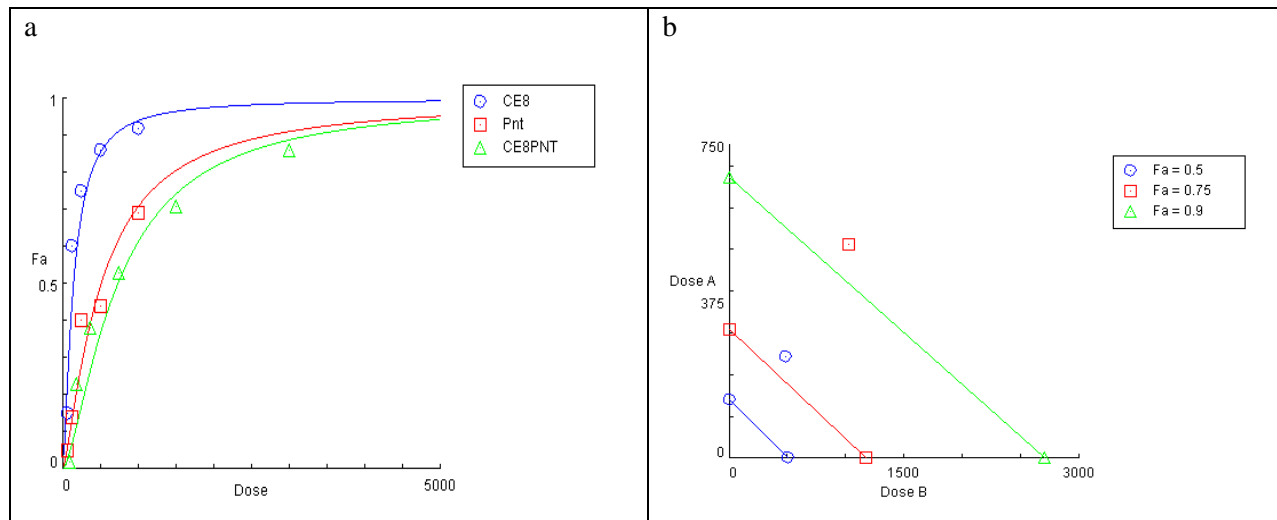 a
1
Fa
0.5
0
0
Dose
5000
CE8
Pnt
CE8PNT
b
750
Dose A
375
0
0
1500
3000
Dose B
Fa = 0.5
Fa = 0.75
Fa = 0.9